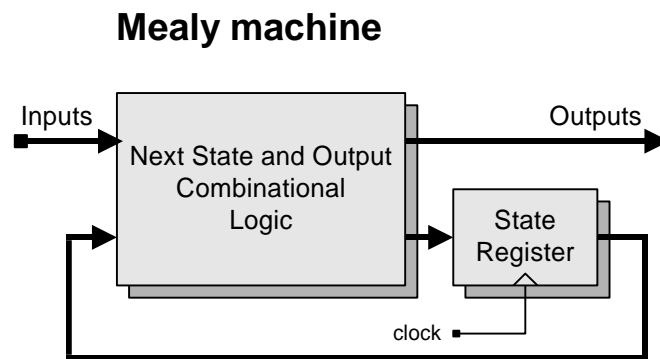 Mealy machine
Inputs
Outputs
Next State and Output
Combinational
Logic
State
Register
clock